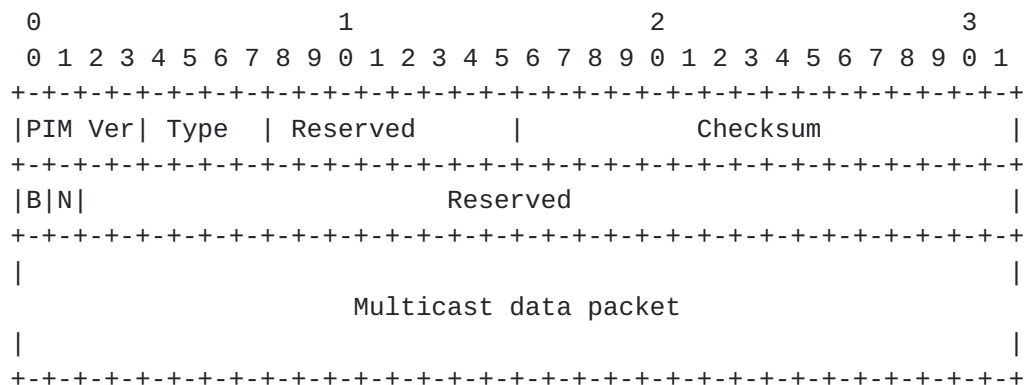 0                   1                   2                   3
 0 1 2 3 4 5 6 7 8 9 0 1 2 3 4 5 6 7 8 9 0 1 2 3 4 5 6 7 8 9 0 1
+-+-+-+-+-+-+-+-+-+-+-+-+-+-+-+-+-+-+-+-+-+-+-+-+-+-+-+-+-+-+-+-+
|PIM Ver| Type  | Reserved      |           Checksum            |
+-+-+-+-+-+-+-+-+-+-+-+-+-+-+-+-+-+-+-+-+-+-+-+-+-+-+-+-+-+-+-+-+
|B|N|                       Reserved                            |
+-+-+-+-+-+-+-+-+-+-+-+-+-+-+-+-+-+-+-+-+-+-+-+-+-+-+-+-+-+-+-+-+
|                                                               |
                      Multicast data packet
|                                                               |
+-+-+-+-+-+-+-+-+-+-+-+-+-+-+-+-+-+-+-+-+-+-+-+-+-+-+-+-+-+-+-+-+